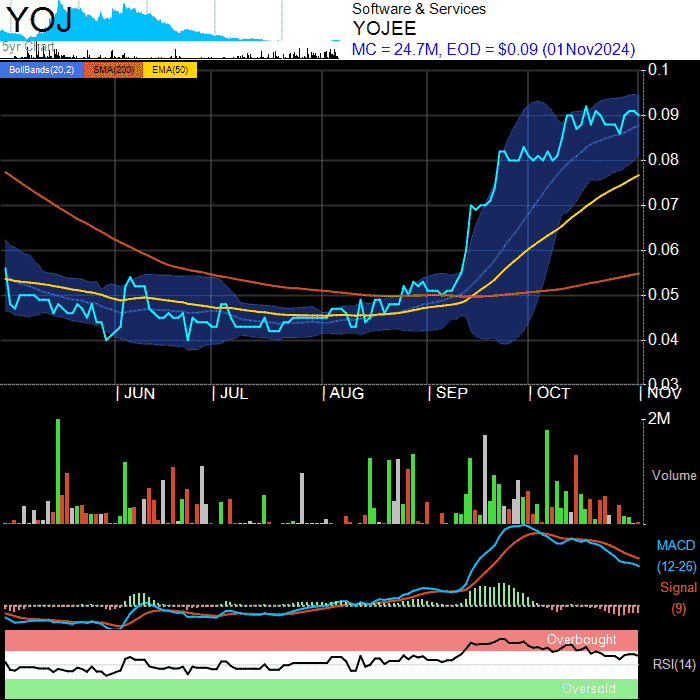 YOJ
Software & Services
YOJEE
5yr Chart
MC = 24.7M, EOD = $0.09 (01Nov2024)
BollBands(20,2) SMA(200) EMA(50)
0.1
0.09
0.08
0.07
0.06
0.05
0.04
0.03
JUN JUL AUG SEP OCT NOV
2M
Volume
MACD
(12-26)
Signal
(9)
Overbought
RSI(14)
Oversold